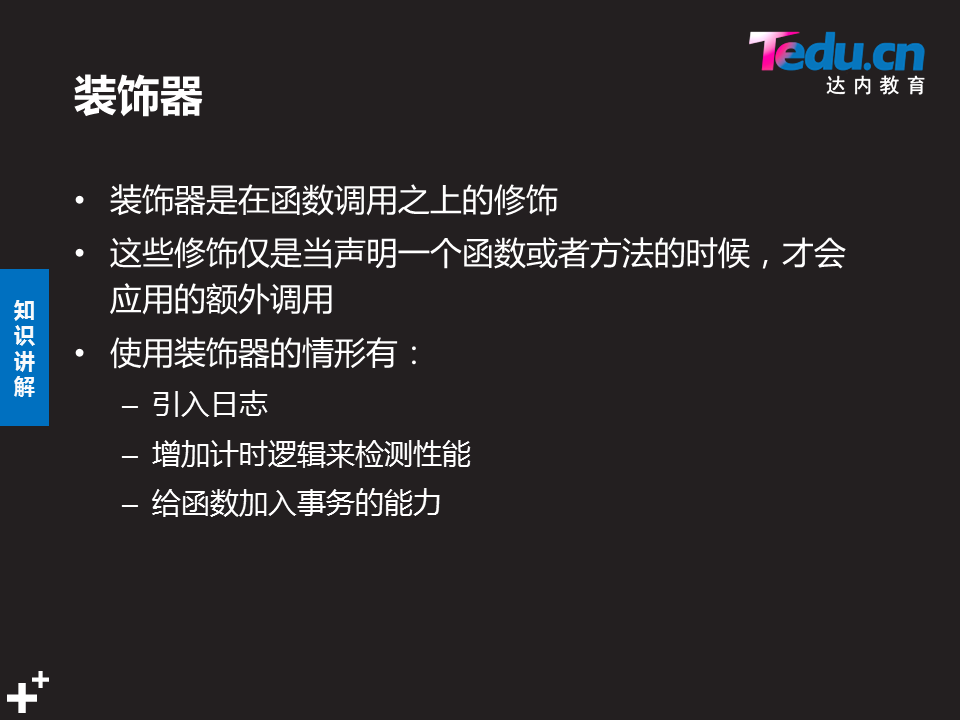 Tedu.cn
达内教育
装饰器
• 装饰器是在函数调用之上的修饰
• 这些修饰仅是当声明一个函数或者方法的时候，才会
应用的额外调用
• 使用装饰器的情形有：
– 引入日志
– 增加计时逻辑来检测性能
– 给函数加入事务的能力
知
识
讲
解